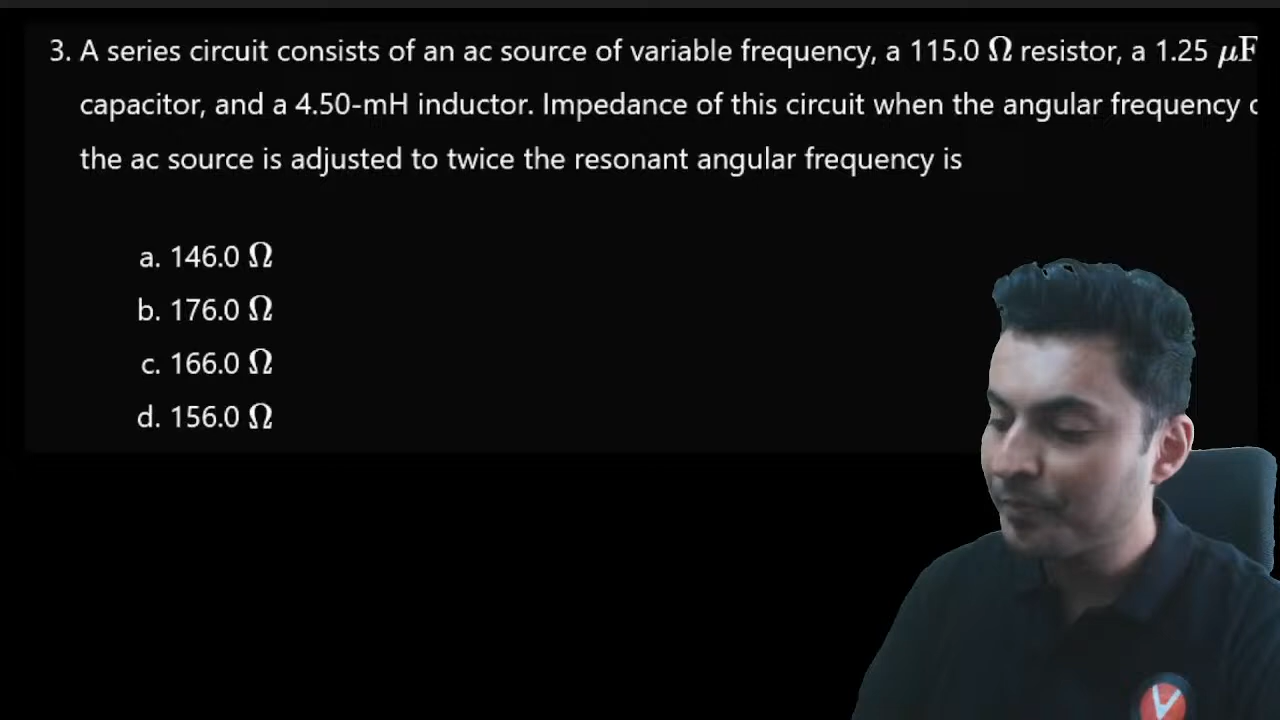 3. A series circuit consists of an ac source of variable frequency, a 115.0 Ω resistor, a 1.25 μF
capacitor, and a 4.50-mH inductor. Impedance of this circuit when the angular frequency
the ac source is adjusted to twice the resonant angular frequency is
a. 146.0 Ω
b. 176.0 Ω
c. 166.0 Ω
d. 156.0 Ω
V